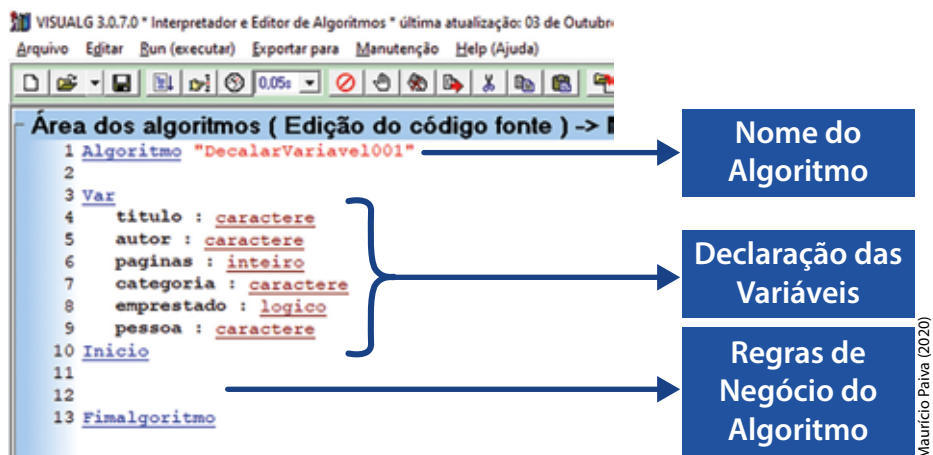 VISUALG 3.0.7.0 * Interpretador e Editor de Algoritmos * última atualização: 03 de Outubr
Arquivo Editar Run (executar) Exportar para Manutenção Help (Ajuda)
0,05s
Área dos algoritmos ( Edição do código fonte ) ->
1 Algoritmo "DecalarVariavel001"
2
3 Var
4 titulo : caractere
5 autor : caractere
6 paginas : inteiro
7 categoria : caractere
8 emprestado : logico
9 pessoa : caractere
10 Inicio
11
12
13 Fimalgoritmo
Nome do
Algoritmo
Declaração das
Variáveis
Regras de
Negócio do
Algoritmo
Maurício Paiva (2020)